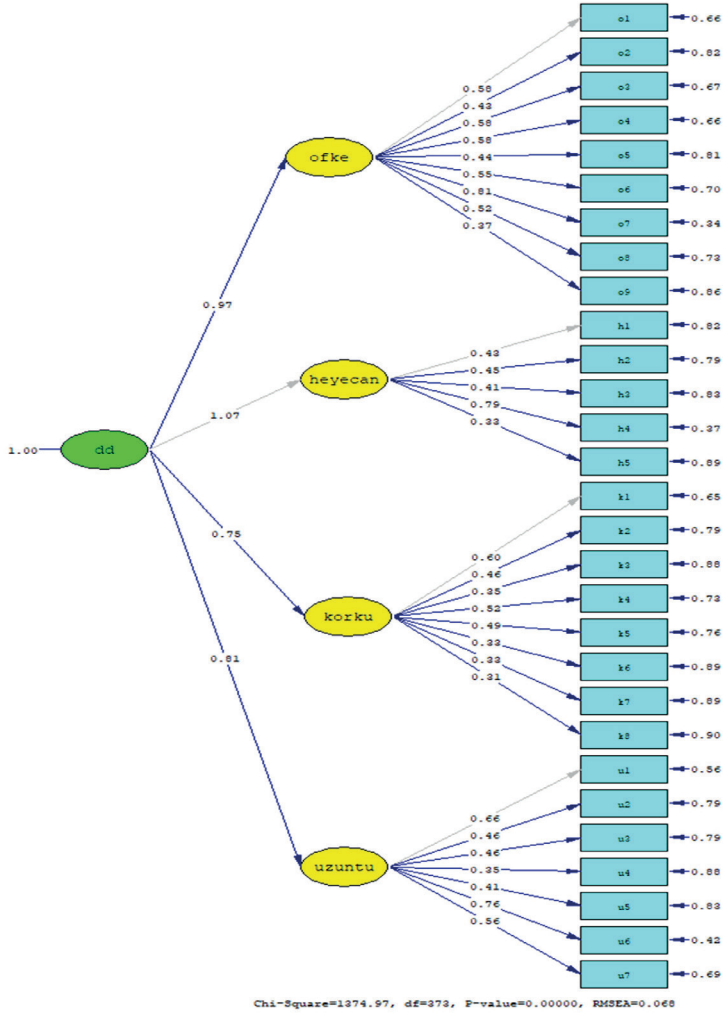 o1 0.66
o2 0.82
o3 0.67
o4 0.66
o5 0.81
o6 0.70
o7 0.34
o8 0.73
o9 0.86
0.58
0.43
0.58
0.58
0.44
0.55
0.81
0.52
0.37
ofke
0.97
h1 0.82
h2 0.79
h3 0.83
h4 0.37
h5 0.89
0.43
0.45
0.41
0.79
0.33
heyecan
1.07
1.00
dd
k1 0.65
k2 0.79
k3 0.88
k4 0.73
k5 0.76
k6 0.89
k7 0.89
k8 0.90
0.60
0.46
0.35
0.52
0.49
0.33
0.33
0.31
0.75
korku
0.81
u1 0.56
u2 0.79
u3 0.79
u4 0.88
u5 0.83
u6 0.42
u7 0.69
0.66
0.46
0.46
0.35
0.41
0.76
0.56
uzuntu
Chi-Square=1374.97, df=373, P-value=0.00000, RMSEA=0.068